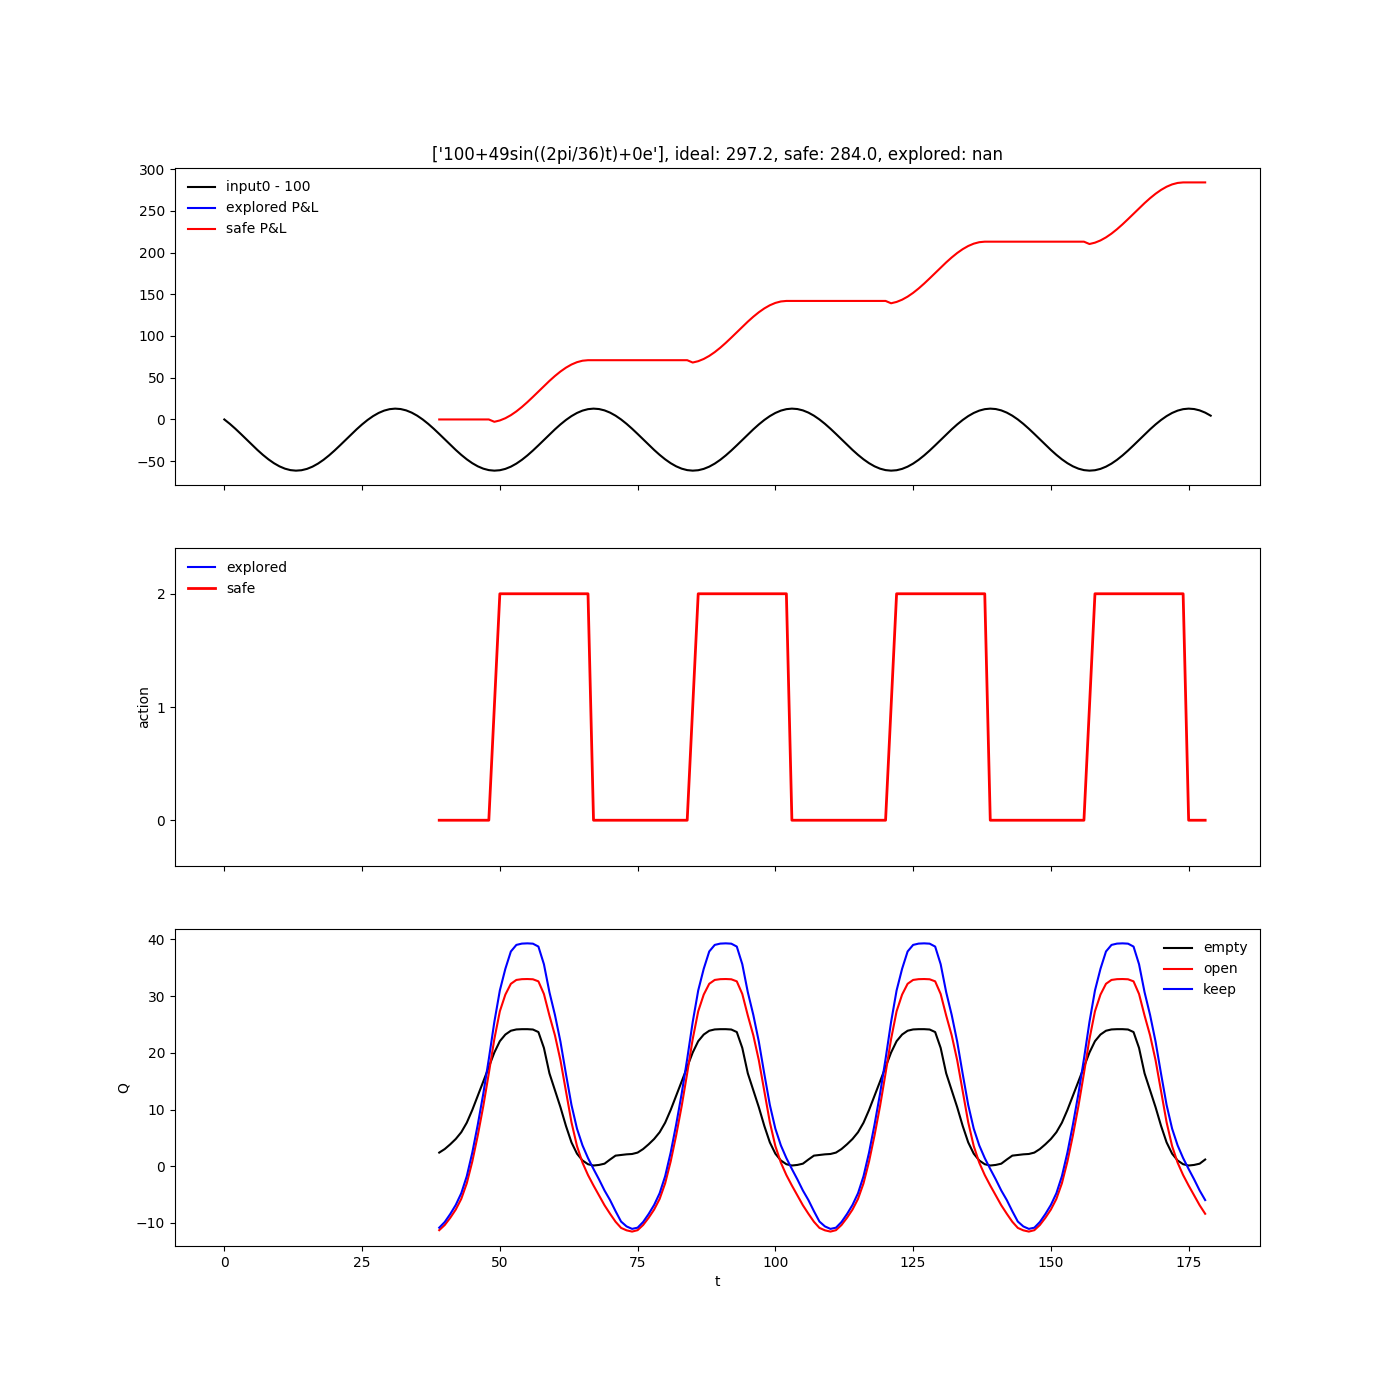 ['100+49sin((2pi/36)t)+0e'], ideal: 297.2, safe: 284.0, explored: nan
300
250
200
150
100
50
0
−50
input0 - 100
explored P&L
safe P&L
action
2
1
0
explored
safe
Q
40
30
20
10
0
−10
empty
open
keep
0
25
50
75
100
125
150
175
t